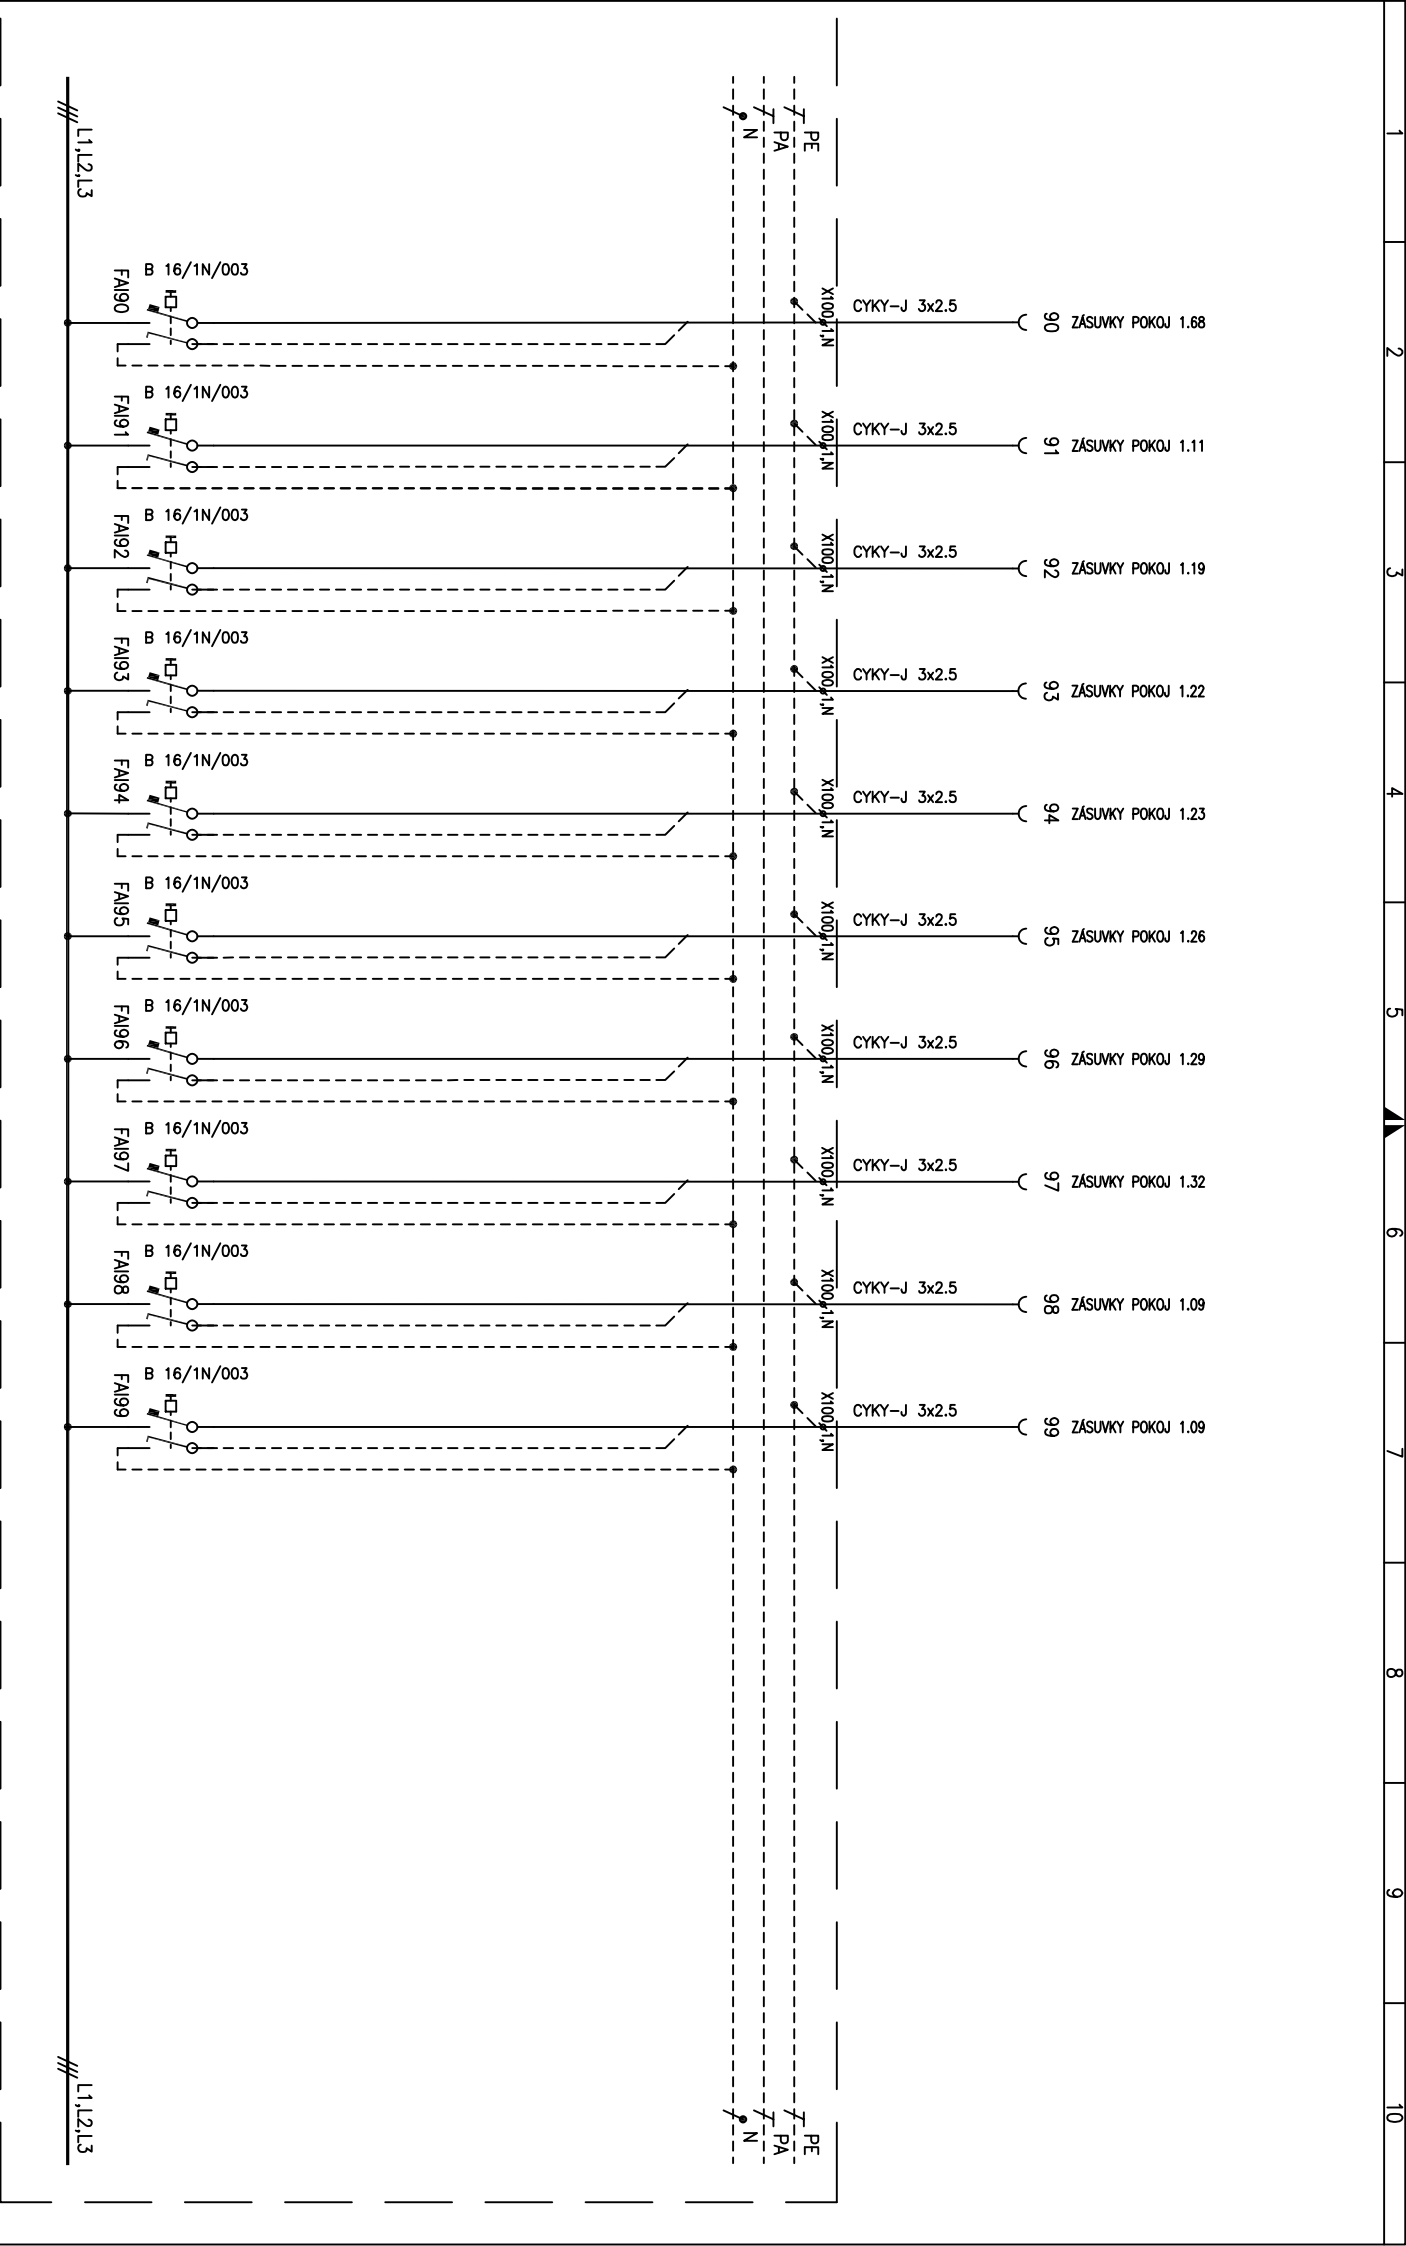 1
2
3
4
5
6
7
8
9
10
L1,L2,L3
N
PA
PE
B 16/1N/003
FAI90
X100 1,N
CYKY-J 3x2.5
90
ZÁSUVKY POKOJ 1.68
B 16/1N/003
FAI91
X100 1,N
CYKY-J 3x2.5
91
ZÁSUVKY POKOJ 1.11
B 16/1N/003
FAI92
X100 1,N
CYKY-J 3x2.5
92
ZÁSUVKY POKOJ 1.19
B 16/1N/003
FAI93
X100 1,N
CYKY-J 3x2.5
93
ZÁSUVKY POKOJ 1.22
B 16/1N/003
FAI94
X100 1,N
CYKY-J 3x2.5
94
ZÁSUVKY POKOJ 1.23
B 16/1N/003
FAI95
X100 1,N
CYKY-J 3x2.5
95
ZÁSUVKY POKOJ 1.26
B 16/1N/003
FAI96
X100 1,N
CYKY-J 3x2.5
96
ZÁSUVKY POKOJ 1.29
B 16/1N/003
FAI97
X100 1,N
CYKY-J 3x2.5
97
ZÁSUVKY POKOJ 1.32
B 16/1N/003
FAI98
X100 1,N
CYKY-J 3x2.5
98
ZÁSUVKY POKOJ 1.09
B 16/1N/003
FAI99
X100 1,N
CYKY-J 3x2.5
99
ZÁSUVKY POKOJ 1.09
L1,L2,L3
N
PA
PE